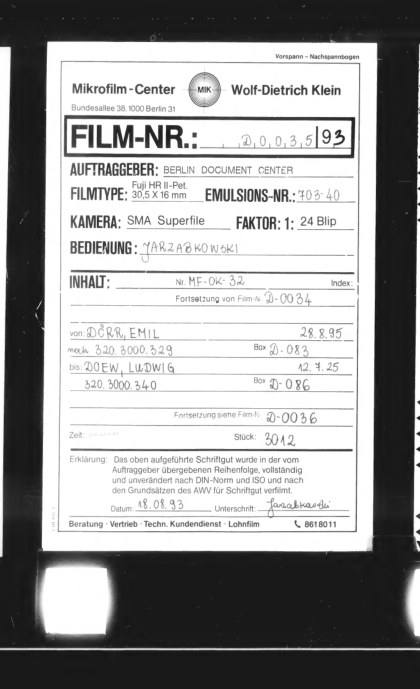 Vorspann – Nachspannbogen
Mikrofilm-Center MIK Wolf-Dietrich Klein
Bundesallee 38, 1000 Berlin 31
FILM-NR.: D,0,0,3,5 | 93
AUFTRAGGEBER: BERLIN DOCUMENT CENTER
FILMTYPE: Fuji HR II-Pet. 30,5 X 16 mm EMULSIONS-NR.: 703-40
KAMERA: SMA Superfile FAKTOR: 1: 24 Blip
BEDIENUNG: JARZABKOWSKI
INHALT: Nr. MF-OK-32 Index:
Fortsetzung von Film-N. D-0034
von: DÖRR, EMIL 28.8.95
320.3000.329 Box D-083
bis: DOEW, LUDWIG 12.7.25
320.3000.340 Box D-086
Fortsetzung siehe Film-N. D-0036
Zeit: Stück: 3012
Erklärung: Das oben aufgeführte Schriftgut wurde in der vom
Auftraggeber übergebenen Reihenfolge, vollständig
und unverändert nach DIN-Norm und ISO und nach
den Grundsätzen des AWV für Schriftgut verfilmt.
Datum 18.08.93 Unterschrift: Jarzabkowski
Beratung · Vertrieb · Techn. Kundendienst · Lohnfilm 8618011